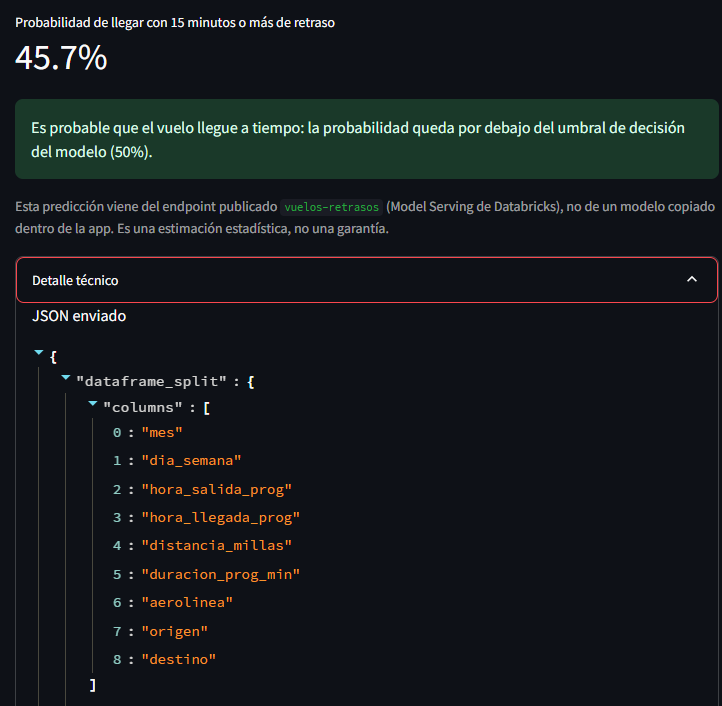 Probabilidad de llegar con 15 minutos o más de retraso
45.7%
Es probable que el vuelo llegue a tiempo: la probabilidad queda por debajo del umbral de decisión
del modelo (50%).
Esta predicción viene del endpoint publicado vuelos-retrasos (Model Serving de Databricks), no de un modelo copiado
dentro de la app. Es una estimación estadística, no una garantía.
Detalle técnico
JSON enviado
{
"dataframe_split" : {
"columns" : [
0 : "mes"
1 : "dia_semana"
2 : "hora_salida_prog"
3 : "hora_llegada_prog"
4 : "distancia_millas"
5 : "duracion_prog_min"
6 : "aerolinea"
7 : "origen"
8 : "destino"
]